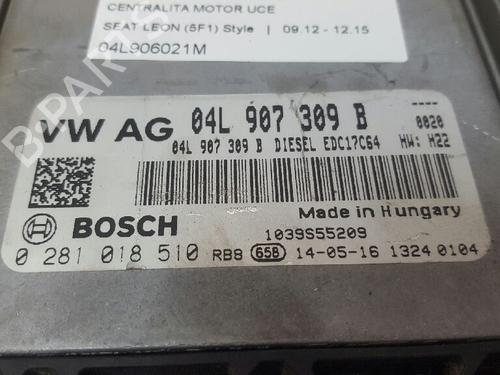 CENTRALITA MOTOR UCE
SEAT LEON (5F1) Style | 09.12 - 12.15
04L906021M
VW AG 04L 907 309 B 0020
04L 907 309 B DIESEL EDC17C64 HW: H22
Made in Hungary
BOSCH 1039S55209
0 281 018 510 RB8 658 14-05-16 1324 0104